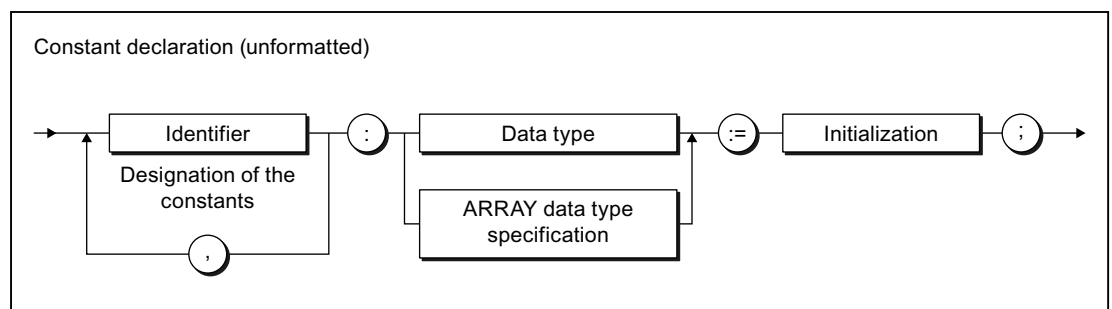 Constant declaration (unformatted)
Identifier
:
Data type
:=
Initialization
;
Designation of the
constants
ARRAY data type
specification
,